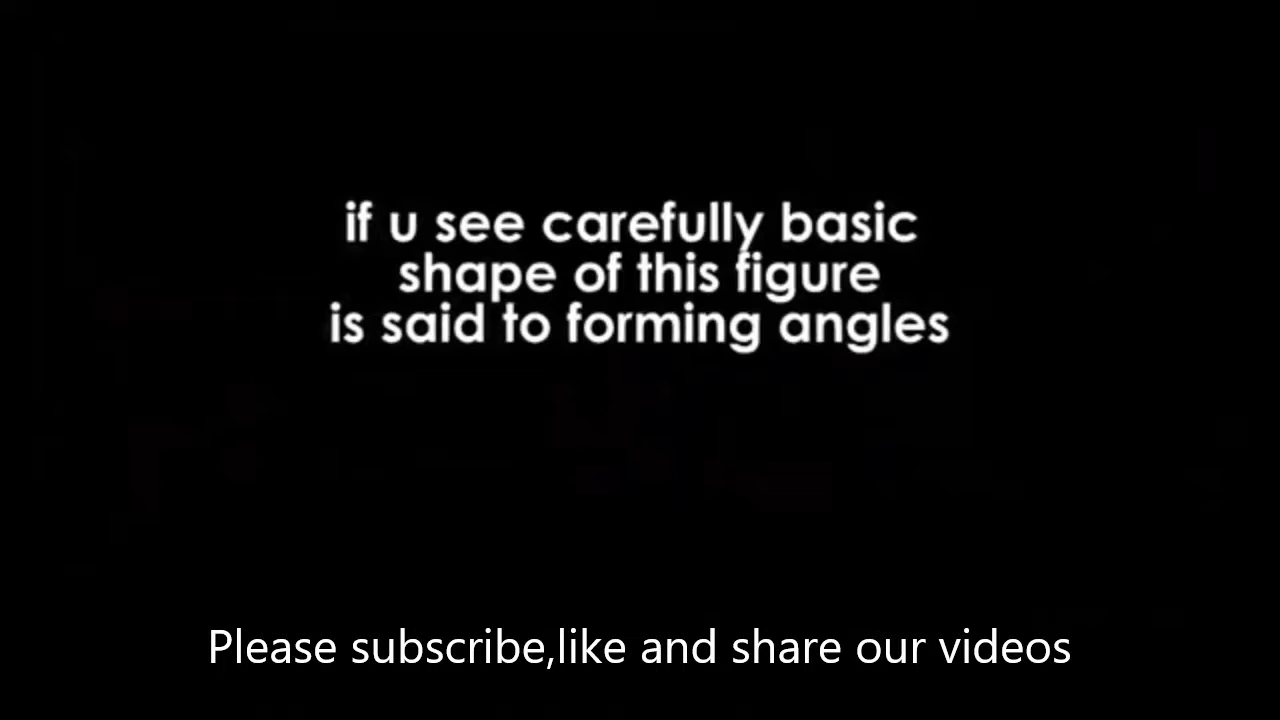 if u see carefully basic
shape of this figure
is said to forming angles
Please subscribe,like and share our videos